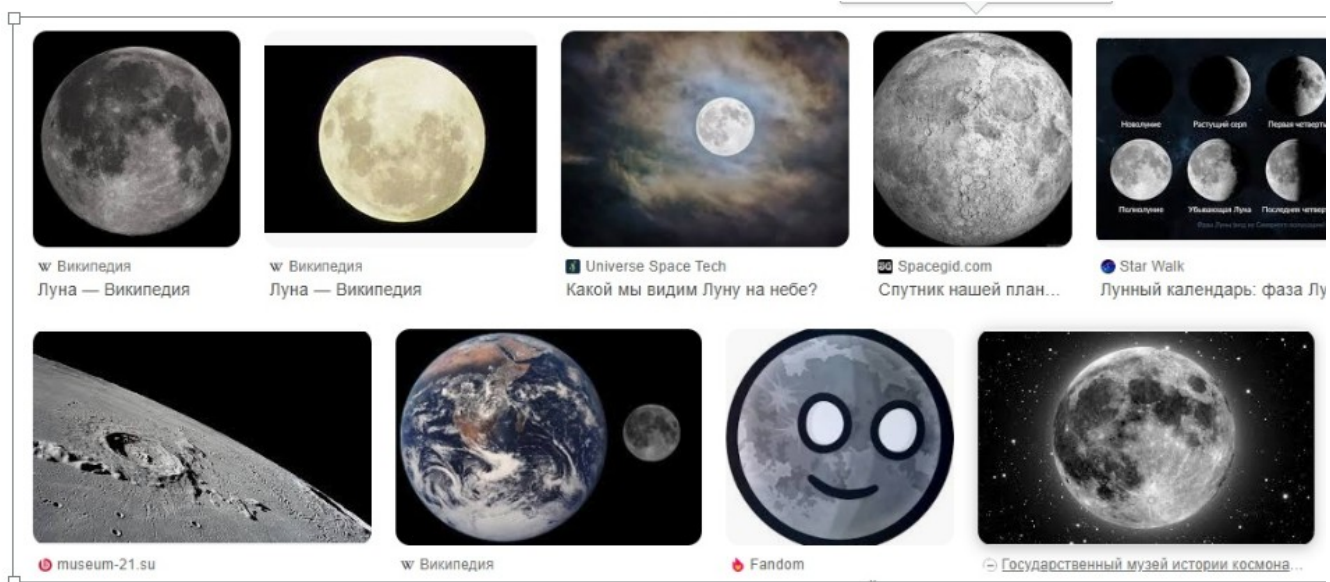 Новолуние
Растущий серп
Первая четверть
Полнолуние
Убывающая Луна
Последняя четверт
W Википедия
Луна — Википедия
W Википедия
Луна — Википедия
Universe Space Tech
Какой мы видим Луну на небе?
SG Spacegid.com
Спутник нашей план...
Star Walk
Лунный календарь: фаза Лу
museum-21.su
W Википедия
Fandom
Государственный музей истории космона...